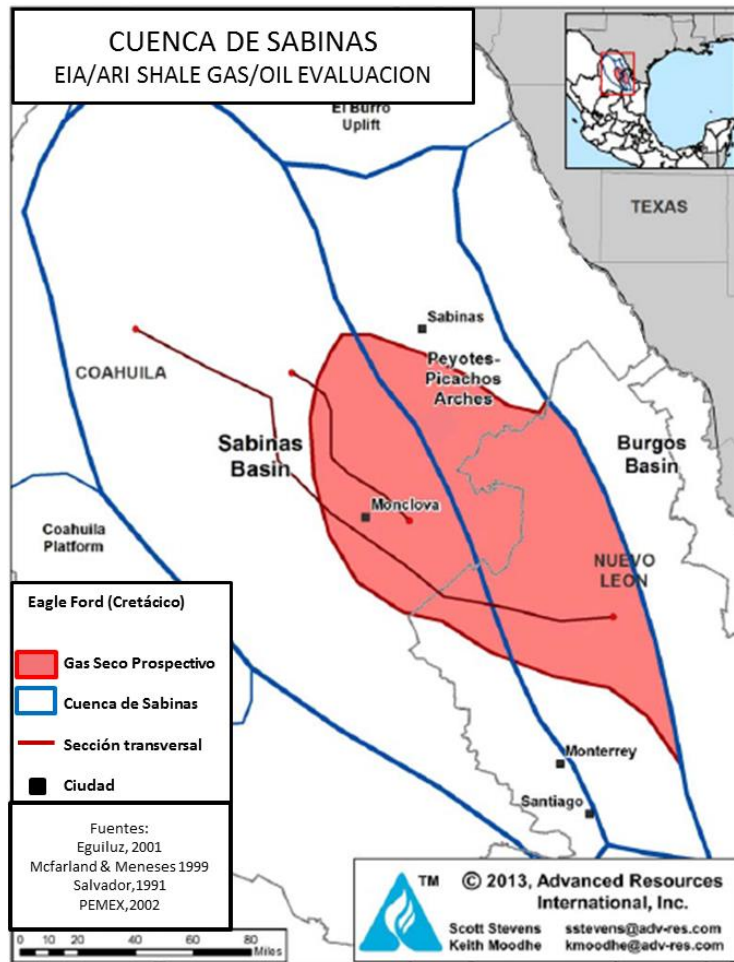 CUENCA DE SABINAS
EIA/ARI SHALE GAS/OIL EVALUACION
El Burro
Uplift
TEXAS
Sabinas
COAHUILA
Peyotes-
Picachos
Arches
Sabinas
Basin
Burgos
Basin
Monclova
Coahuila
Platform
NUEVO
LEON
Eagle Ford (Cretácico)
Gas Seco Prospectivo
Cuenca de Sabinas
Sección transversal
Ciudad
Monterrey
Santiago
Fuentes:
Eguiluz, 2001
Mcfarland & Meneses 1999
Salvador,1991
PEMEX,2002
0 10 20 40 60 80
Miles
TM © 2013, Advanced Resources
International, Inc.
Scott Stevens sstevens@adv-res.com
Keith Moodhe kmoodhe@adv-res.com